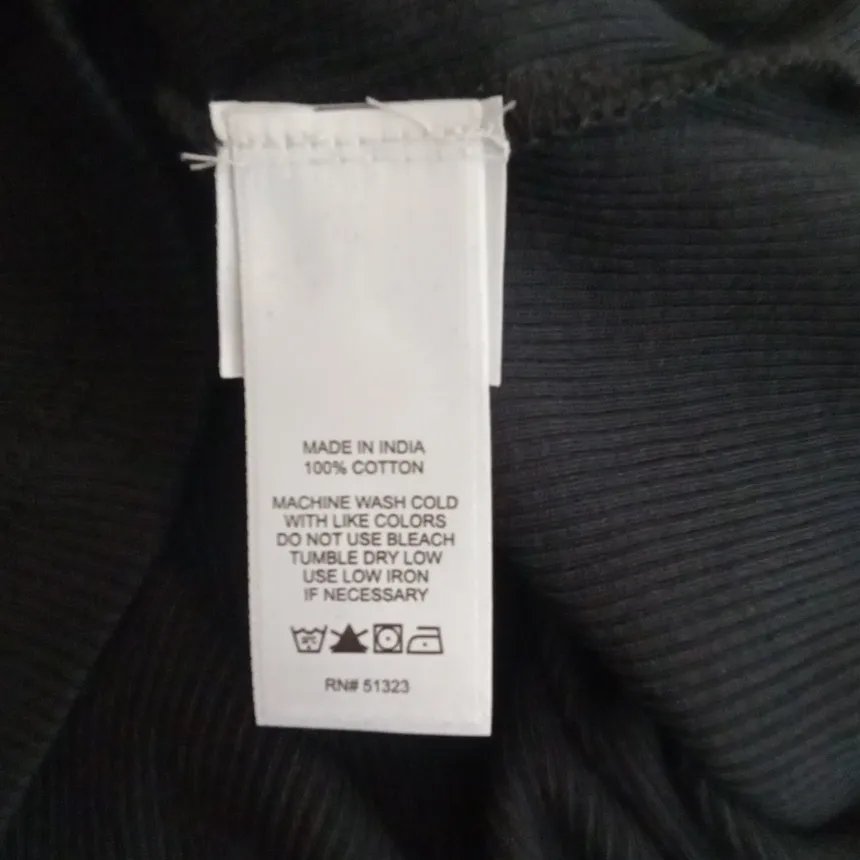 MADE IN INDIA
100% COTTON
MACHINE WASH COLD
WITH LIKE COLORS
DO NOT USE BLEACH
TUMBLE DRY LOW
USE LOW IRON
IF NECESSARY
RN# 51323